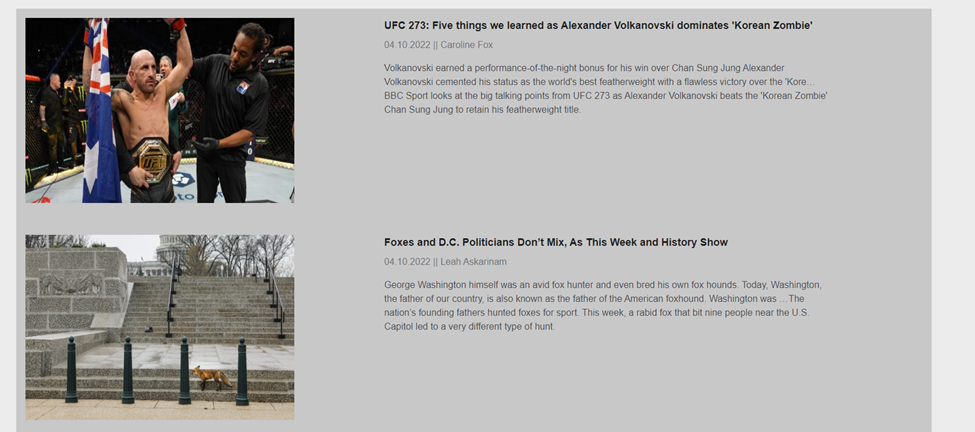 UFC 273: Five things we learned as Alexander Volkanovski dominates 'Korean Zombie'
04.10.2022 || Caroline Fox
Volkanovski earned a performance-of-the-night bonus for his win over Chan Sung Jung Alexander
Volkanovski cemented his status as the world's best featherweight with a flawless victory over the 'Kore...
BBC Sport looks at the big talking points from UFC 273 as Alexander Volkanovski beats the 'Korean Zombie'
Chan Sung Jung to retain his featherweight title.
UFC
Foxes and D.C. Politicians Don’t Mix, As This Week and History Show
04.10.2022 || Leah Askarinam
George Washington himself was an avid fox hunter and even bred his own fox hounds. Today, Washington,
the father of our country, is also known as the father of the American foxhound. Washington was …The
nation’s founding fathers hunted foxes for sport. This week, a rabid fox that bit nine people near the U.S.
Capitol led to a very different type of hunt.